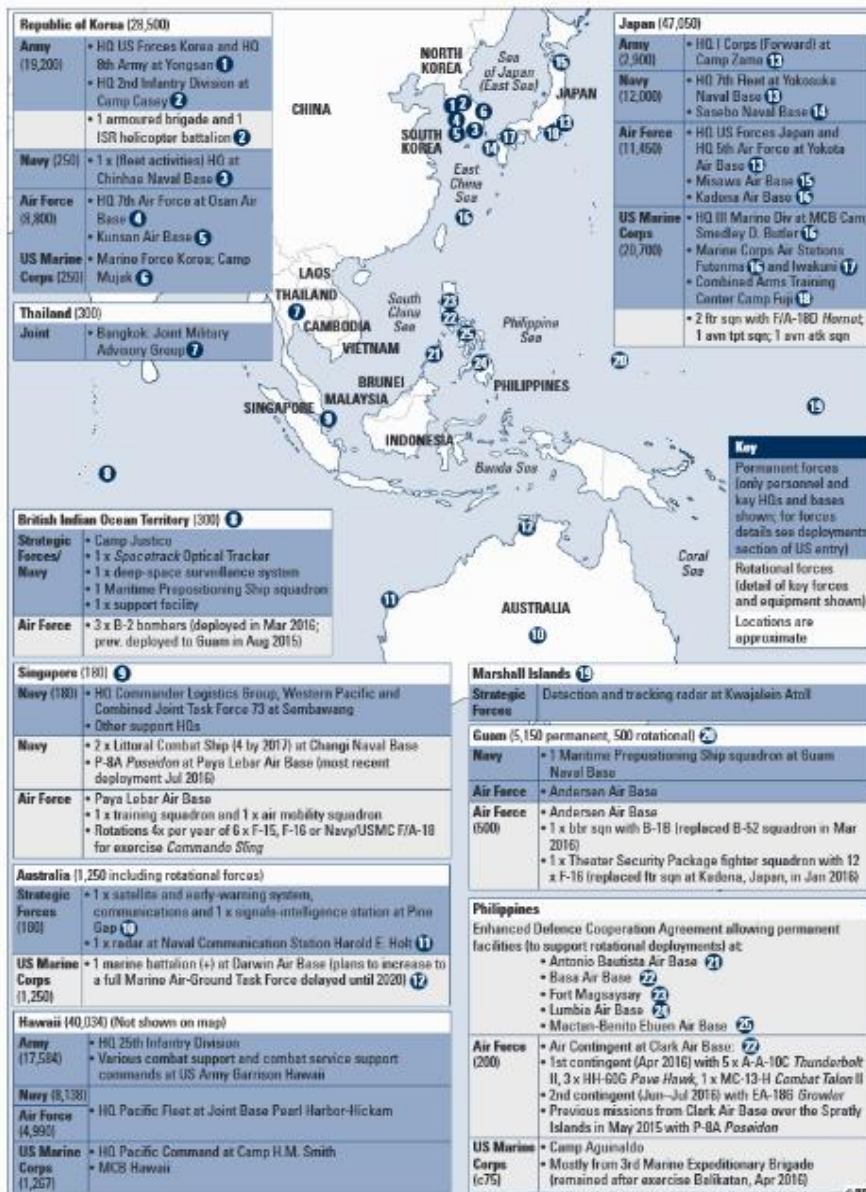 Republic of Korea (28,500)
Army
(19,200)
• HQ US Forces Korea and HQ
8th Army at Yongsan 1
• HQ 2nd Infantry Division at
Camp Casey 2
• 1 armoured brigade and 1
ISR helicopter battalion 2
Navy (250)
• 1 x (fleet activities) HQ at
Chinhae Naval Base 3
Air Force
(8,800)
• HQ 7th Air Force at Osan Air
Base 4
• Kunsan Air Base 5
US Marine
Corps (250)
• Marine Force Korea; Camp
Mujak 6
Thailand (300)
Joint
• Bangkok: Joint Military
Advisory Group 7
Japan (47,050)
Army
(2,900)
• HQ I Corps (Forward) at
Camp Zama 13
Navy
(12,000)
• HQ 7th Fleet at Yokosuka
Naval Base 13
• Sasebo Naval Base 14
Air Force
(11,450)
• HQ US Forces Japan and
HQ 5th Air Force at Yokota
Air Base 13
• Misawa Air Base 15
• Kadena Air Base 16
US Marine
Corps
(20,700)
• HQ III Marine Div at MCB Cam
Smedley D. Butler 16
• Marine Corps Air Stations
Futenma 16 and Iwakuni 17
• Combined Arms Training
Center Camp Fuji 18
• 2 ftr sqn with F/A-18D Hornet,
1 avn tpt sqn; 1 avn atk sqn
NORTH
KOREA
Sea
of Japan
(East Sea)
15
JAPAN
CHINA
1 2
4 6
5 3
SOUTH
KOREA
13
17 18
14
East
China
Sea
16
LAOS
THAILAND
7
CAMBODIA
VIETNAM
South
China
Sea
23
22
25
21
24
Philippine
Sea
PHILIPPINES
20
19
BRUNEI
MALAYSIA
SINGAPORE
9
INDONESIA
Banda Sea
8
12
11
AUSTRALIA
10
Coral
Sea
Key
Permanent forces
(only personnel and
key HQs and bases
shown; for forces
details see deployments
section of US entry)
Rotational forces
(detail of key forces
and equipment shown)
Locations are
approximate
British Indian Ocean Territory (300) 8
Strategic
Forces/
Navy
• Camp Justice
• 1 x Spacetrack Optical Tracker
• 1 x deep-space surveillance system
• 1 Maritime Prepositioning Ship squadron
• 1 x support facility
Air Force
• 3 x B-2 bombers (deployed in Mar 2016;
prev. deployed to Guam in Aug 2015)
Singapore (180) 9
Navy (180)
• HQ Commander Logistics Group, Western Pacific and
Combined Joint Task Force 73 at Sembawang
• Other support HQs
Navy
• 2 x Littoral Combat Ship (4 by 2017) at Changi Naval Base
• P-8A Poseidon at Paya Lebar Air Base (most recent
deployment Jul 2016)
Air Force
• Paya Lebar Air Base
• 1 x training squadron and 1 x air mobility squadron
• Rotations 4x per year of 6 x F-15, F-16 or Navy/USMC F/A-18
for exercise Commando Sling
Australia (1,250 including rotational forces)
Strategic
Forces
(180)
• 1 x satellite and early-warning system,
communications and 1 x signals-intelligence station at Pine
Gap 10
• 1 x radar at Naval Communication Station Harold E. Holt 11
US Marine
Corps
(1,250)
• 1 marine battalion (+) at Darwin Air Base (plans to increase to
a full Marine Air-Ground Task Force delayed until 2020) 12
Hawaii (40,034) (Not shown on map)
Army
(17,584)
• HQ 25th Infantry Division
• Various combat support and combat service support
commands at US Army Garrison Hawaii
Navy (8,138)
Air Force
(4,990)
• HQ Pacific Fleet at Joint Base Pearl Harbor-Hickam
US Marine
Corps
(1,267)
• HQ Pacific Command at Camp H.M. Smith
• MCB Hawaii
Marshall Islands 19
Strategic
Forces
Detection and tracking radar at Kwajalein Atoll
Guam (5,150 permanent, 500 rotational) 20
Navy
• 1 Maritime Prepositioning Ship squadron at Guam
Naval Base
Air Force
• Andersen Air Base
Air Force
(500)
• Andersen Air Base
• 1 x bbr sqn with B-1B (replaced B-52 squadron in Mar
2016)
• 1 x Theater Security Package fighter squadron with 12
x F-16 (replaced ftr sqn at Kadena, Japan, in Jan 2016)
Philippines
Enhanced Defence Cooperation Agreement allowing permanent
facilities (to support rotational deployments) at:
• Antonio Bautista Air Base 21
• Basa Air Base 22
• Fort Magsaysay 23
• Lumbia Air Base 24
• Mactan-Benito Ebuen Air Base 25
Air Force
(200)
• Air Contingent at Clark Air Base: 22
• 1st contingent (Apr 2016) with 5 x A-A-10C Thunderbolt
II, 3 x HH-60G Pave Hawk, 1 x MC-13-H Combat Talon II
• 2nd contingent (Jun–Jul 2016) with EA-18G Growler
• Previous missions from Clark Air Base over the Spratly
Islands in May 2015 with P-8A Poseidon
US Marine
Corps
(c75)
• Camp Aguinaldo
• Mostly from 3rd Marine Expeditionary Brigade
(remained after exercise Balikatan, Apr 2016)